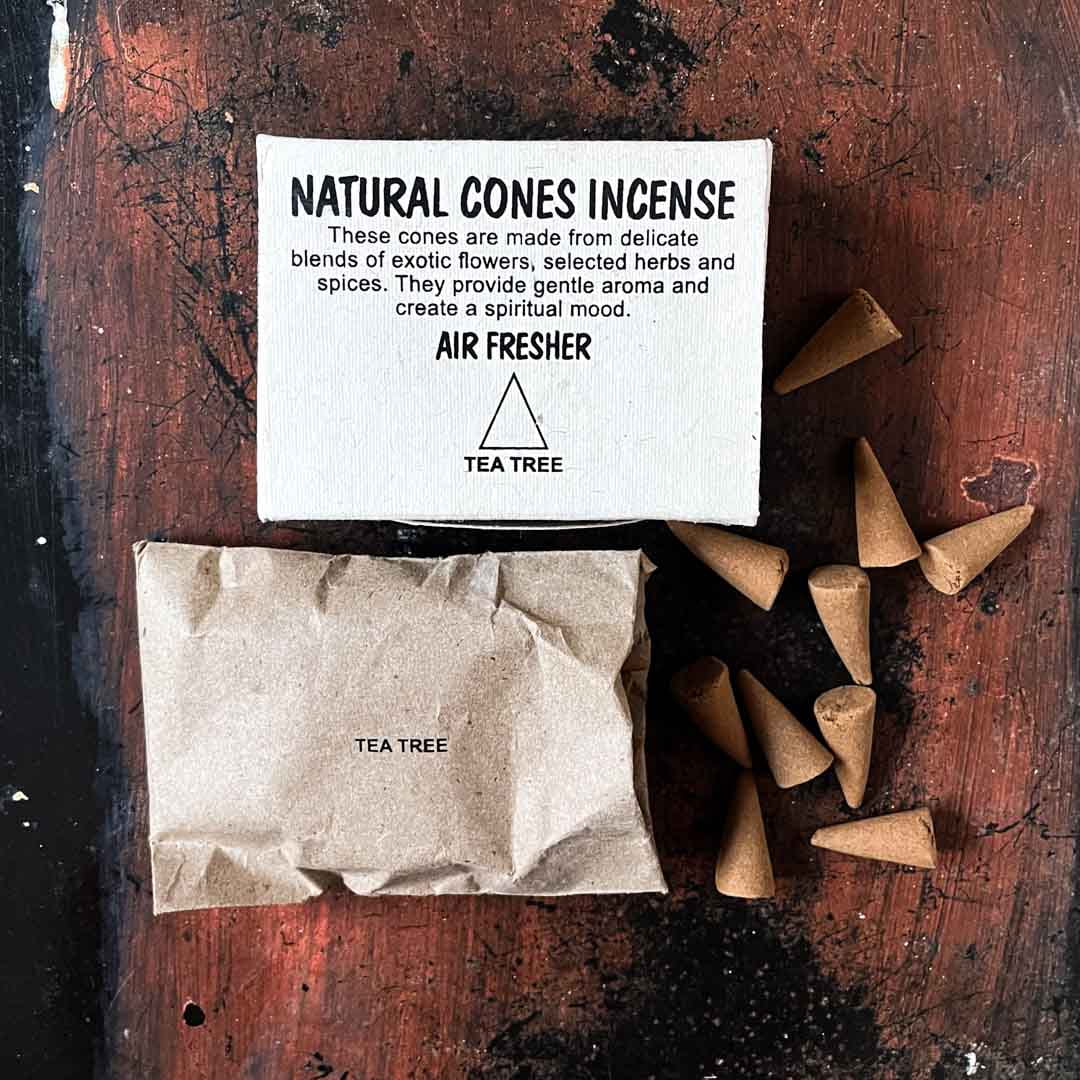 NATURAL CONES INCENSE
These cones are made from delicate
blends of exotic flowers, selected herbs and
spices. They provide gentle aroma and
create a spiritual mood.
AIR FRESHER
TEA TREE
TEA TREE